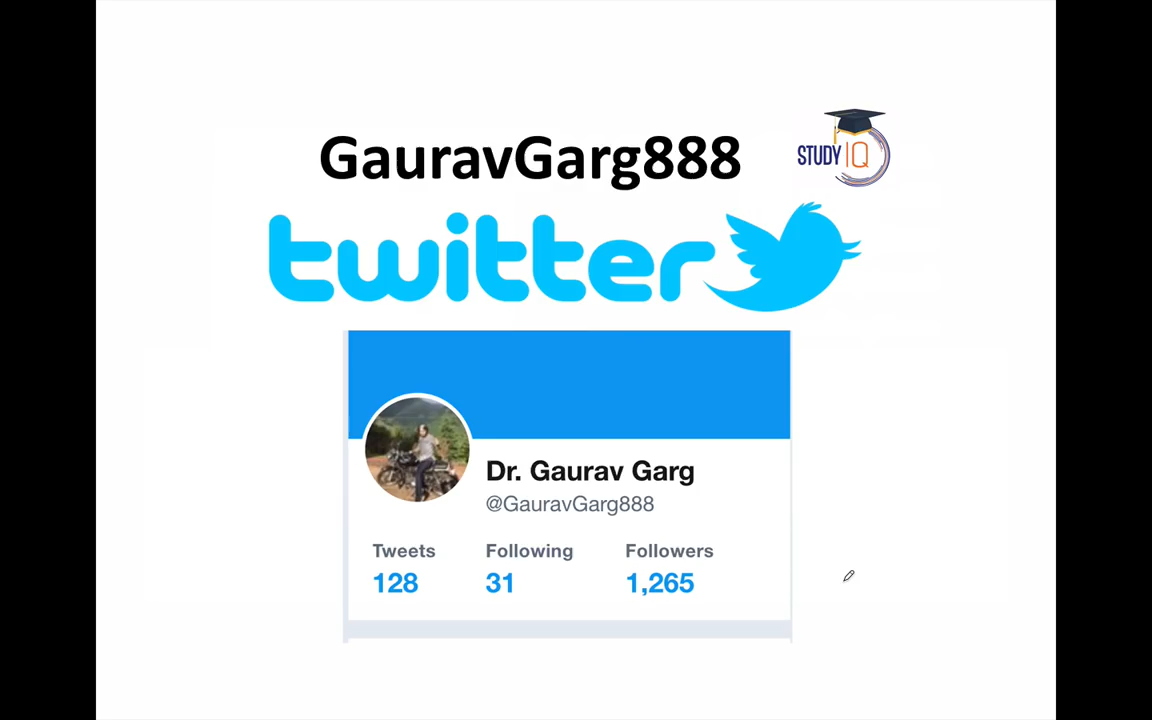 GauravGarg888
STUDY IQ
twitter
Dr. Gaurav Garg
@GauravGarg888
Tweets Following Followers
128 31 1,265